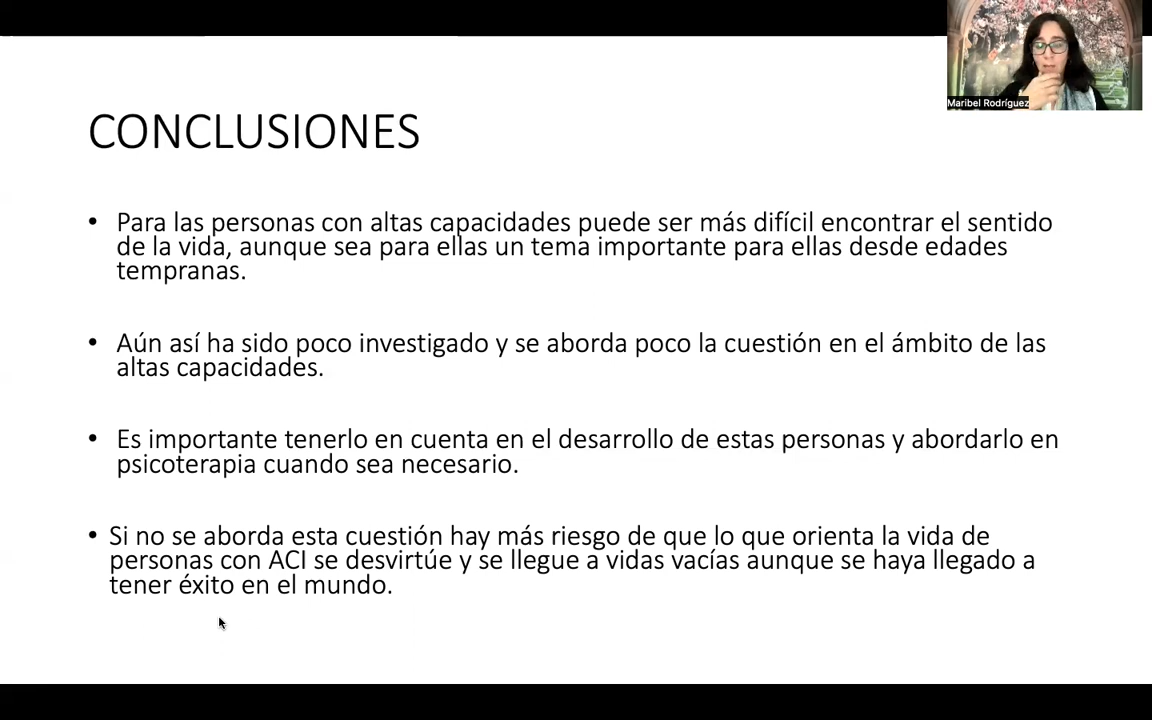 Maribel Rodríguez
CONCLUSIONES
• Para las personas con altas capacidades puede ser más difícil encontrar el sentido
de la vida, aunque sea para ellas un tema importante para ellas desde edades
tempranas.
• Aún así ha sido poco investigado y se aborda poco la cuestión en el ámbito de las
altas capacidades.
• Es importante tenerlo en cuenta en el desarrollo de estas personas y abordarlo en
psicoterapia cuando sea necesario.
• Si no se aborda esta cuestión hay más riesgo de que lo que orienta la vida de
personas con ACI se desvirtúe y se llegue a vidas vacías aunque se haya llegado a
tener éxito en el mundo.